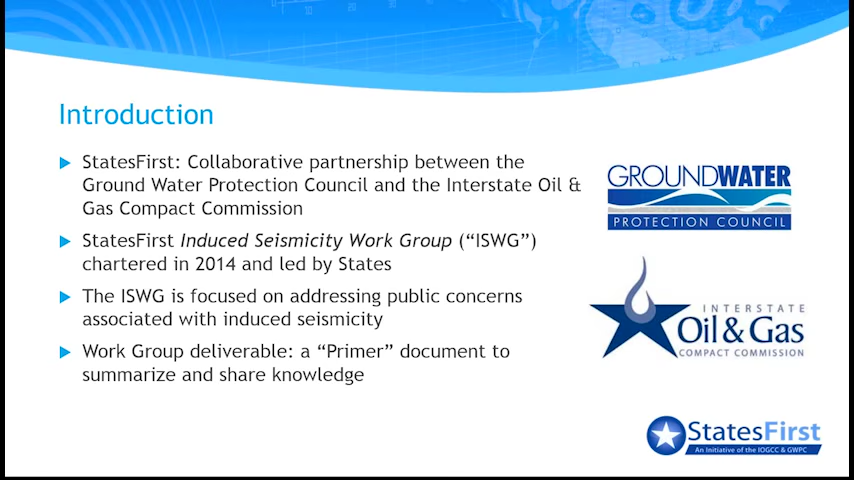 Introduction
StatesFirst: Collaborative partnership between the
Ground Water Protection Council and the Interstate Oil &
Gas Compact Commission
StatesFirst Induced Seismicity Work Group (“ISWG”)
chartered in 2014 and led by States
The ISWG is focused on addressing public concerns
associated with induced seismicity
Work Group deliverable: a “Primer” document to
summarize and share knowledge
GROUNDWATER
PROTECTION COUNCIL
INTERSTATE
Oil & Gas
COMPACT COMMISSION
StatesFirst
An Initiative of the IOGCC & GWPC